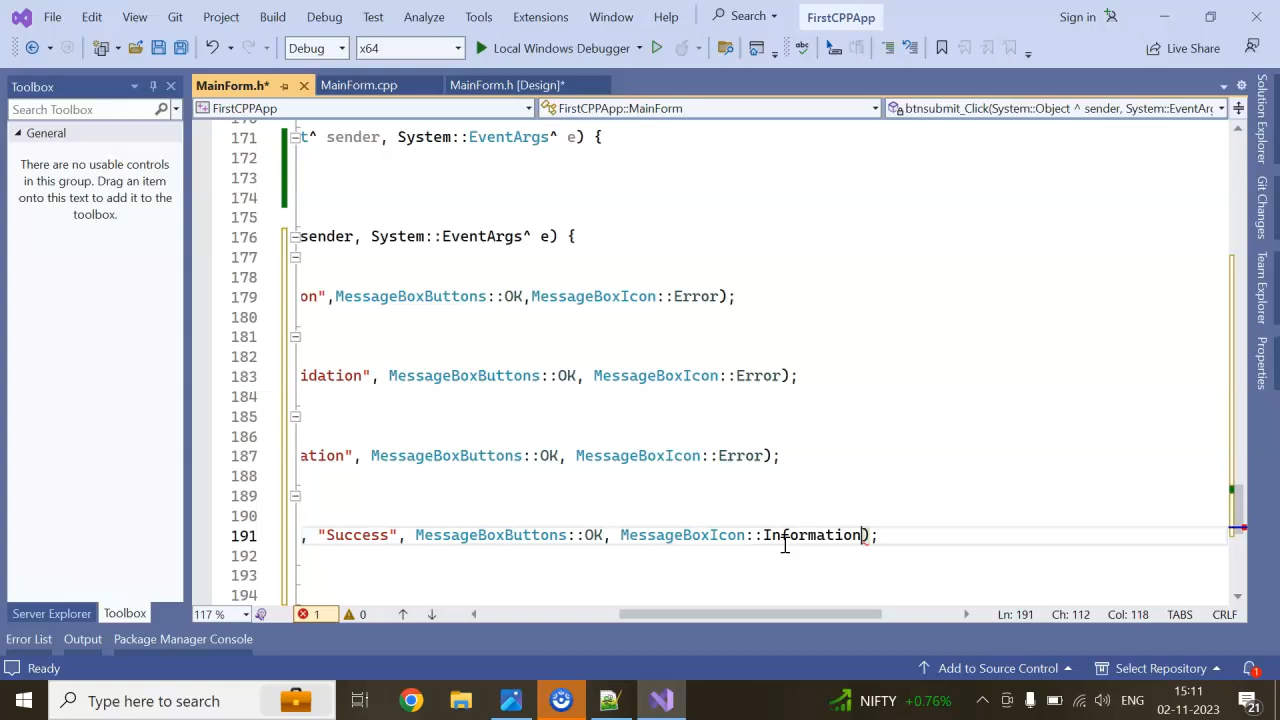 File Edit View Git Project Build Debug Test Analyze Tools Extensions Window Help Search FirstCPPApp Sign in
Debug x64 Local Windows Debugger Live Share
Toolbox
MainForm.h* MainForm.cpp MainForm.h [Design]*
Search Toolbox
FirstCPPApp FirstCPPApp::MainForm btnsubmit_Click(System::Object ^ sender, System::EventArg
General
There are no usable controls
in this group. Drag an item
onto this text to add it to the
toolbox.
171 t^ sender, System::EventArgs^ e) {
172
173
174
175
176 sender, System::EventArgs^ e) {
177
178
179 on",MessageBoxButtons::OK,MessageBoxIcon::Error);
180
181
182
183 idation", MessageBoxButtons::OK, MessageBoxIcon::Error);
184
185
186
187 ation", MessageBoxButtons::OK, MessageBoxIcon::Error);
188
189
190
191 , "Success", MessageBoxButtons::OK, MessageBoxIcon::Information);
192
193
194
Solution Explorer
Git Changes
Team Explorer
Properties
Server Explorer Toolbox
117 % 1 0 Ln: 191 Ch: 112 Col: 118 TABS CRLF
Error List Output Package Manager Console
Ready Add to Source Control Select Repository 1
Type here to search NIFTY +0.76% ENG 15:11
02-11-2023 21